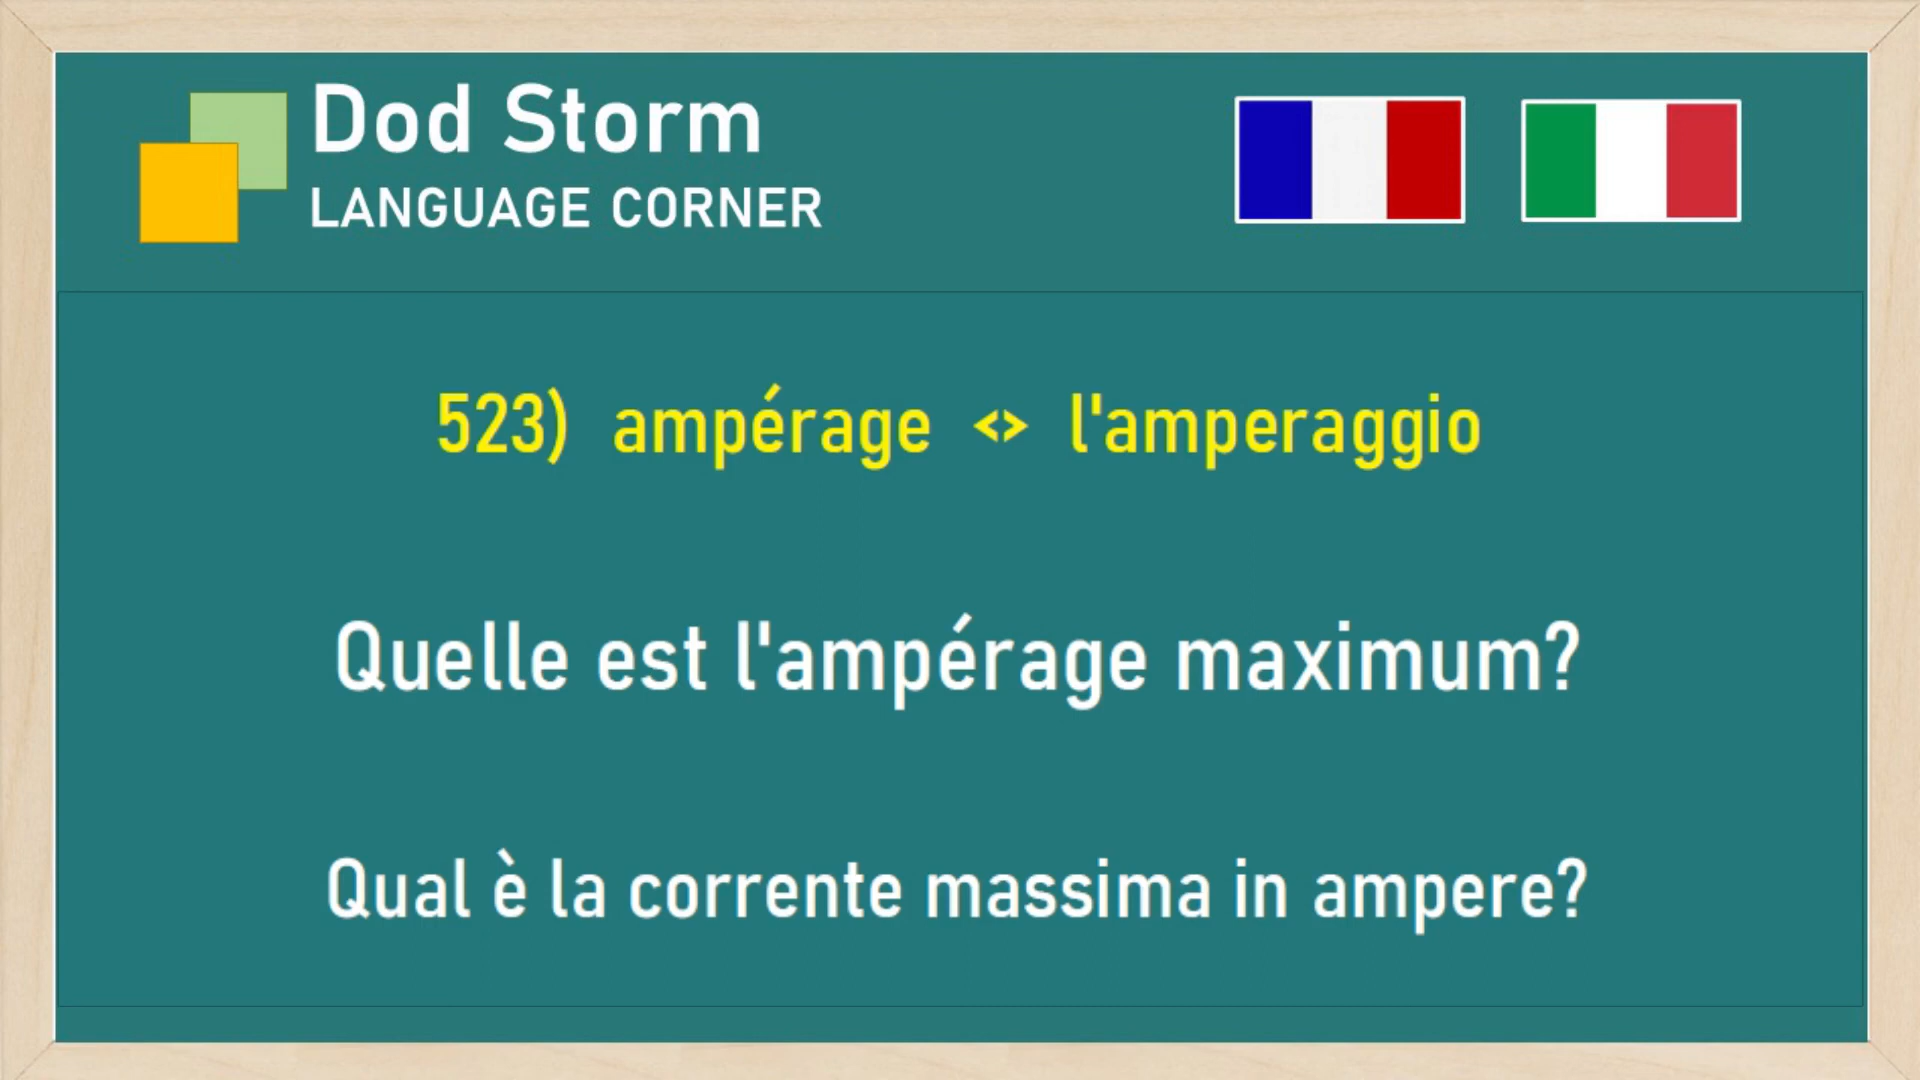 Dod Storm
LANGUAGE CORNER
523) ampérage <> l'amperaggio
Quelle est l'ampérage maximum?
Qual è la corrente massima in ampere?